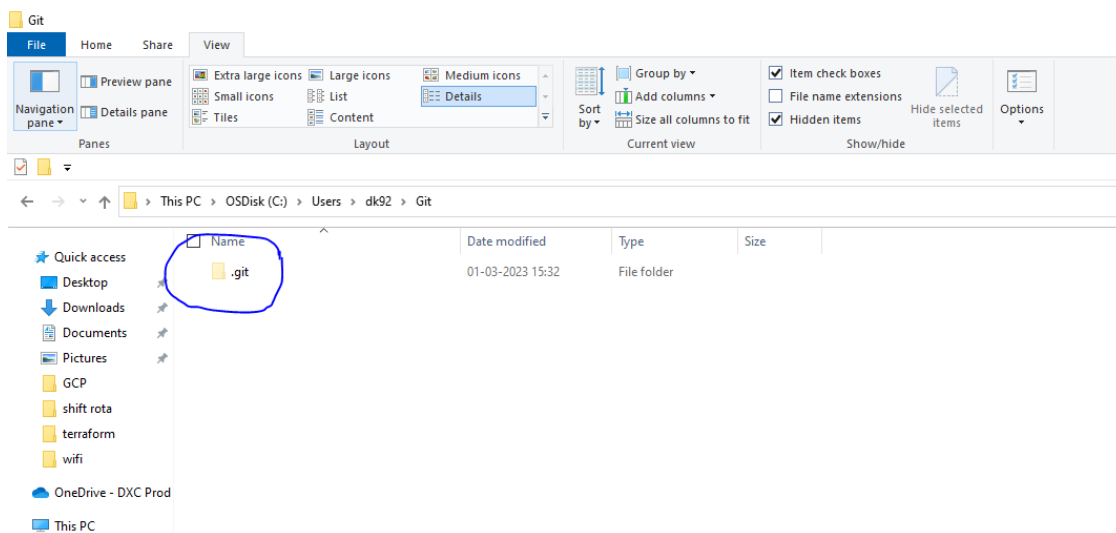 Git
File Home Share View
Preview pane Extra large icons Large icons Medium icons Group by Item check boxes
Navigation pane Details pane Small icons List Details Sort by Add columns File name extensions Hide selected items Options
Tiles Content Size all columns to fit Hidden items
Panes Layout Current view Show/hide
This PC OSDisk (C:) Users dk92 Git
Name Date modified Type Size
.git 01-03-2023 15:32 File folder
Quick access
Desktop
Downloads
Documents
Pictures
GCP
shift rota
terraform
wifi
OneDrive - DXC Prod
This PC